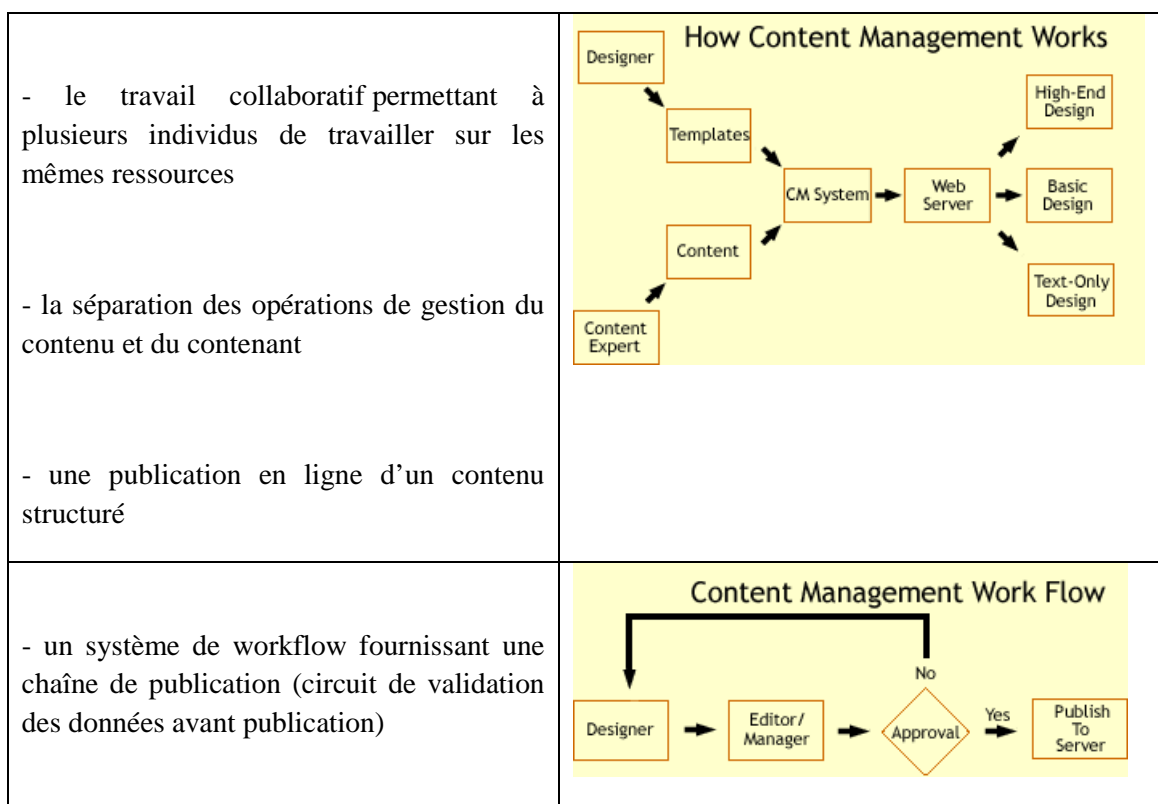 - le travail collaboratif permettant à
plusieurs individus de travailler sur les
mêmes ressources
- la séparation des opérations de gestion du
contenu et du contenant
- une publication en ligne d’un contenu
structuré
How Content Management Works
Designer
Templates
Content
Content
Expert
CM System
Web
Server
High-End
Design
Basic
Design
Text-Only
Design
- un système de workflow fournissant une
chaîne de publication (circuit de validation
des données avant publication)
Content Management Work Flow
No
Designer
Editor/
Manager
Approval
Yes
Publish
To
Server